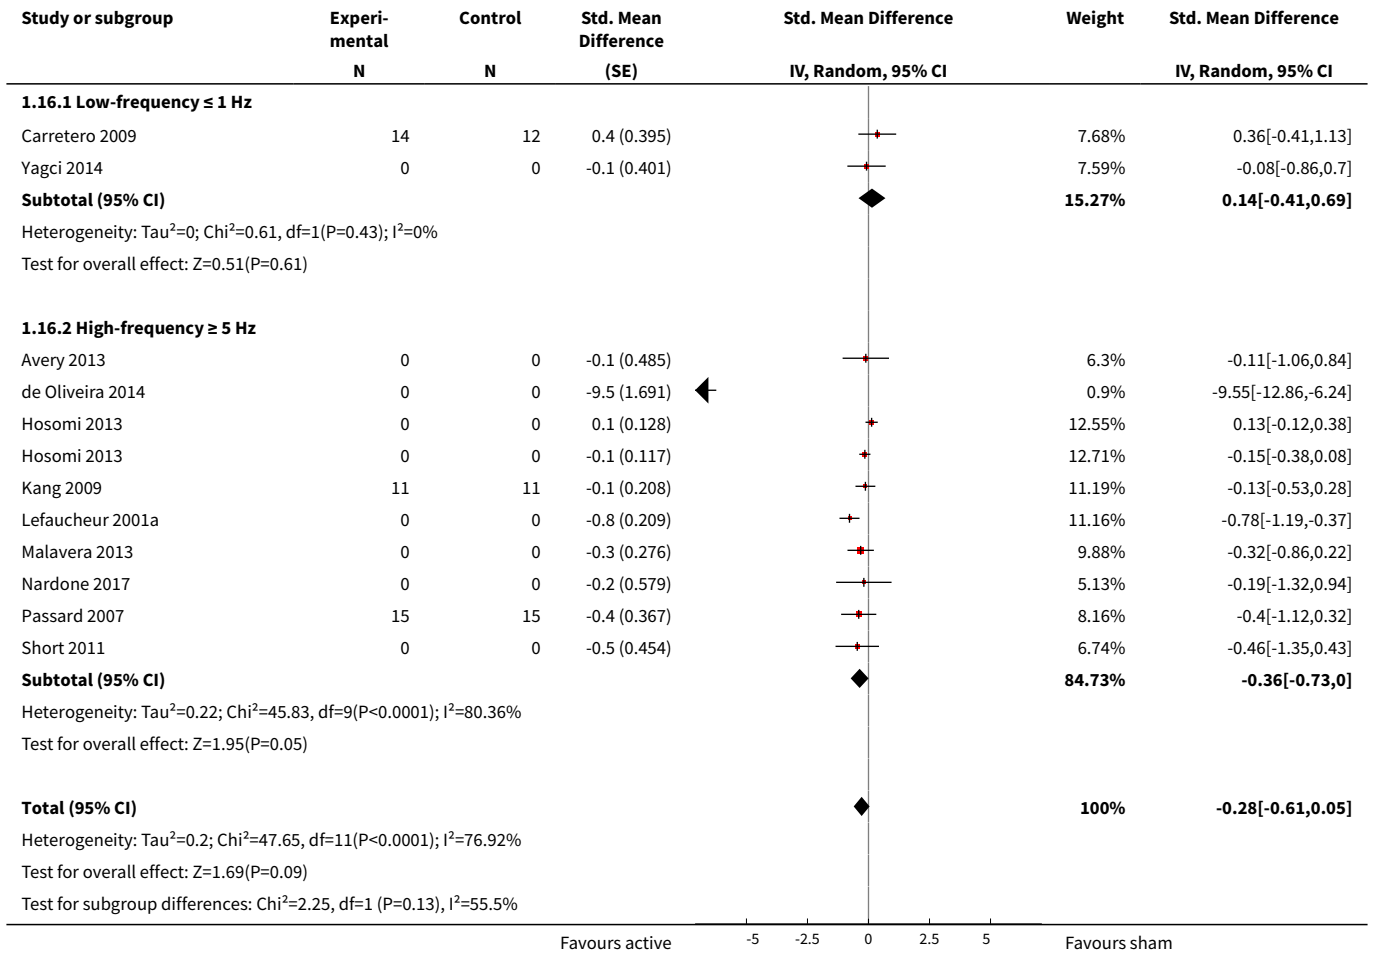 Study or subgroup Experi- Control Std. Mean Std. Mean Difference Weight Std. Mean Difference
mental Difference
N N (SE) IV, Random, 95% CI IV, Random, 95% CI
1.16.1 Low-frequency ≤ 1 Hz
Carretero 2009 14 12 0.4 (0.395) 7.68% 0.36[-0.41,1.13]
Yagci 2014 0 0 -0.1 (0.401) 7.59% -0.08[-0.86,0.7]
Subtotal (95% CI) 15.27% 0.14[-0.41,0.69]
Heterogeneity: Tau²=0; Chi²=0.61, df=1(P=0.43); I²=0%
Test for overall effect: Z=0.51(P=0.61)
1.16.2 High-frequency ≥ 5 Hz
Avery 2013 0 0 -0.1 (0.485) 6.3% -0.11[-1.06,0.84]
de Oliveira 2014 0 0 -9.5 (1.691) 0.9% -9.55[-12.86,-6.24]
Hosomi 2013 0 0 0.1 (0.128) 12.55% 0.13[-0.12,0.38]
Hosomi 2013 0 0 -0.1 (0.117) 12.71% -0.15[-0.38,0.08]
Kang 2009 11 11 -0.1 (0.208) 11.19% -0.13[-0.53,0.28]
Lefaucheur 2001a 0 0 -0.8 (0.209) 11.16% -0.78[-1.19,-0.37]
Malavera 2013 0 0 -0.3 (0.276) 9.88% -0.32[-0.86,0.22]
Nardone 2017 0 0 -0.2 (0.579) 5.13% -0.19[-1.32,0.94]
Passard 2007 15 15 -0.4 (0.367) 8.16% -0.4[-1.12,0.32]
Short 2011 0 0 -0.5 (0.454) 6.74% -0.46[-1.35,0.43]
Subtotal (95% CI) 84.73% -0.36[-0.73,0]
Heterogeneity: Tau²=0.22; Chi²=45.83, df=9(P<0.0001); I²=80.36%
Test for overall effect: Z=1.95(P=0.05)
Total (95% CI) 100% -0.28[-0.61,0.05]
Heterogeneity: Tau²=0.2; Chi²=47.65, df=11(P<0.0001); I²=76.92%
Test for overall effect: Z=1.69(P=0.09)
Test for subgroup differences: Chi²=2.25, df=1 (P=0.13), I²=55.5%
Favours active -5 -2.5 0 2.5 5 Favours sham